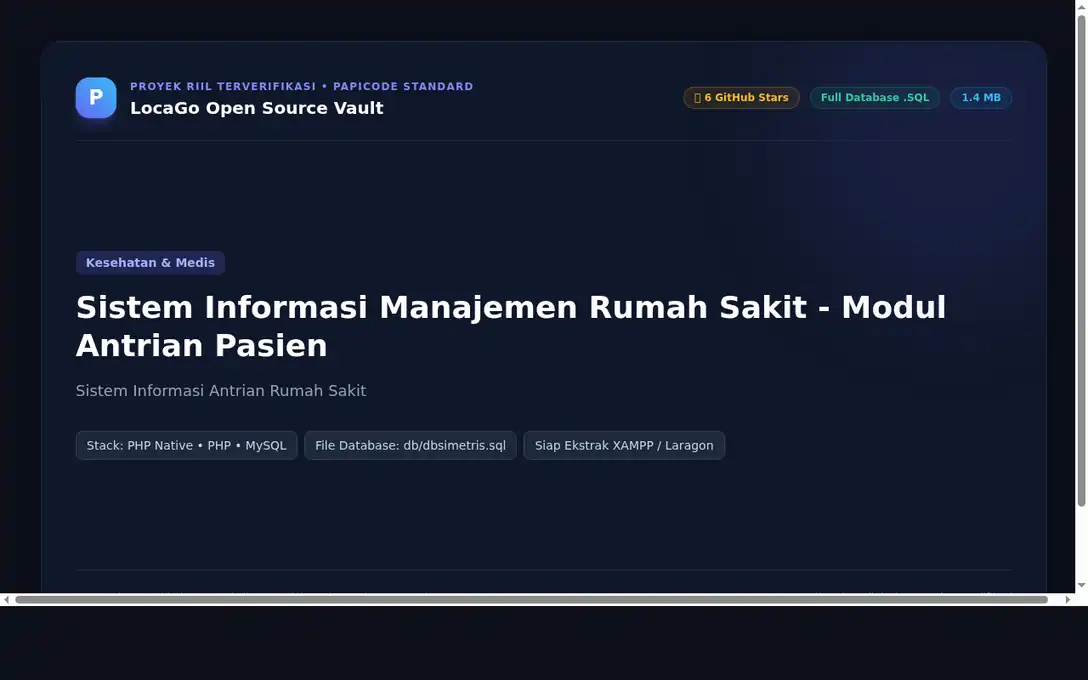 P
PROYEK RIIL TERVERIFIKASI • PAPICODE STANDARD
LocaGo Open Source Vault
6 GitHub Stars
Full Database .SQL
1.4 MB
Kesehatan & Medis
Sistem Informasi Manajemen Rumah Sakit - Modul
Antrian Pasien
Sistem Informasi Antrian Rumah Sakit
Stack: PHP Native • PHP • MySQL
File Database: db/dbsimetris.sql
Siap Ekstrak XAMPP / Laragon